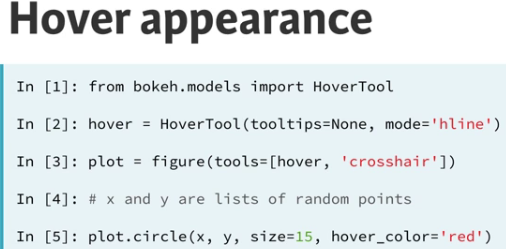 Hover appearance
In [1]: from bokeh.models import HoverTool
In [2]: hover = HoverTool(tooltips=None, mode='hline')
In [3]: plot = figure(tools=[hover, 'crosshair'])
In [4]: # x and y are lists of random points
In [5]: plot.circle(x, y, size=15, hover_color='red')